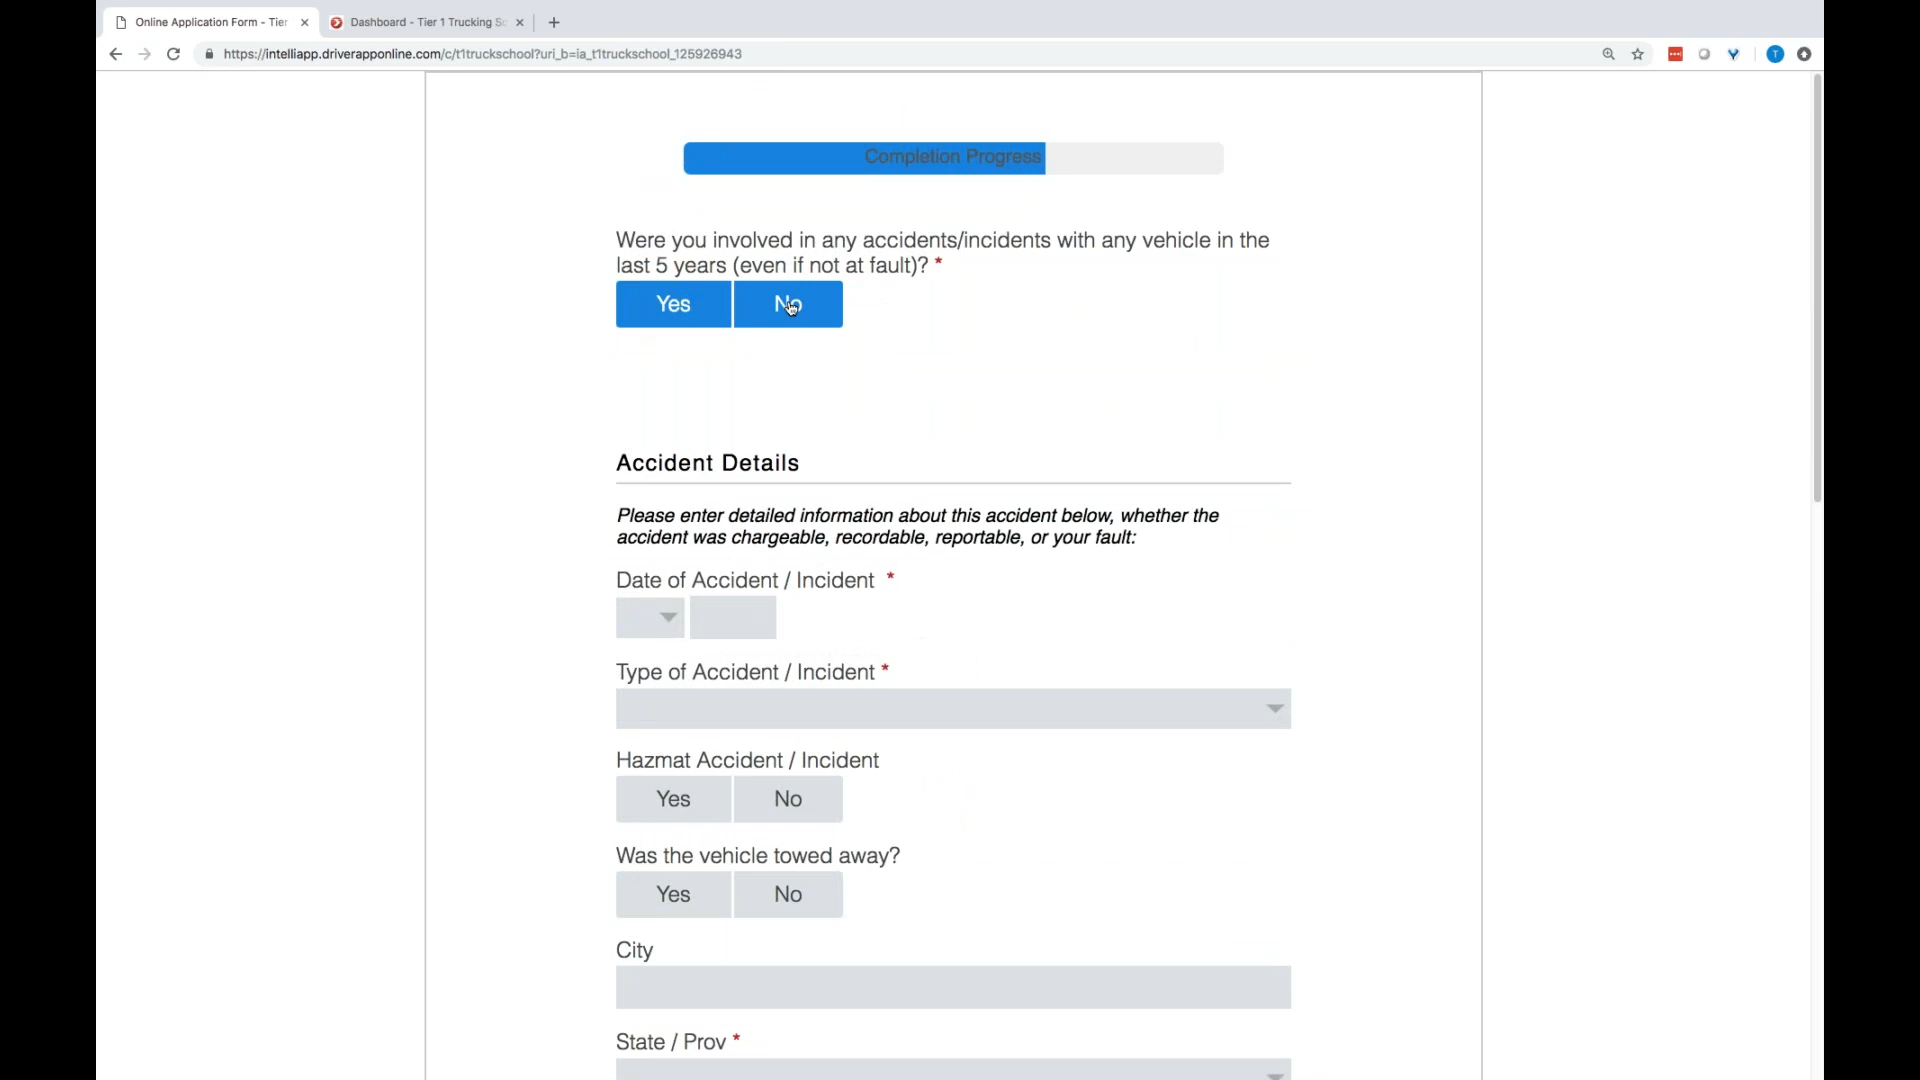 Online Application Form - Tier
Dashboard - Tier 1 Trucking Sc
https://intelliapp.driverapponline.com/c/t1truckschool?uri_b=ia_t1truckschool_125926943
T
Completion Progress
Were you involved in any accidents/incidents with any vehicle in the
last 5 years (even if not at fault)? *
Yes No
Accident Details
Please enter detailed information about this accident below, whether the
accident was chargeable, recordable, reportable, or your fault:
Date of Accident / Incident *
Type of Accident / Incident *
Hazmat Accident / Incident
Yes No
Was the vehicle towed away?
Yes No
City
State / Prov *